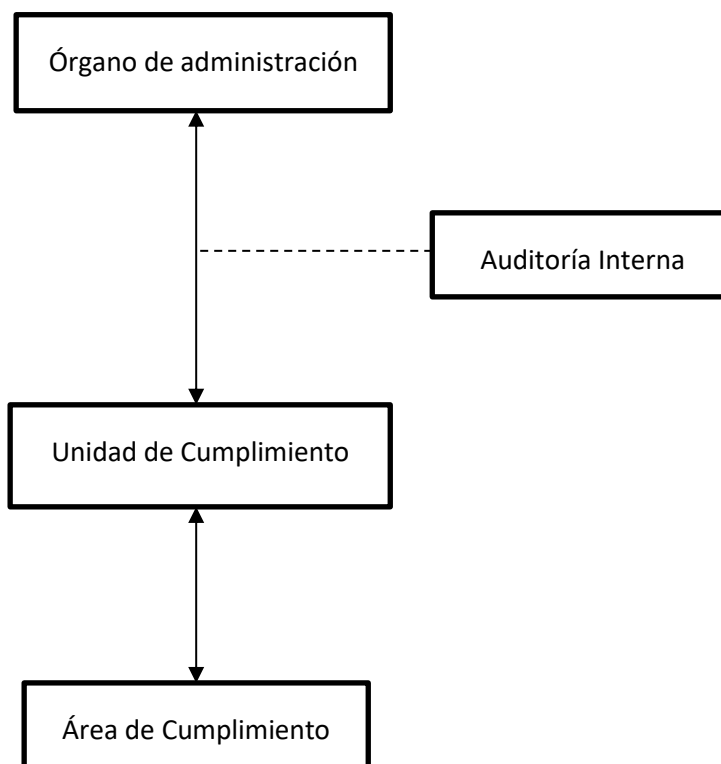 Órgano de administración
Auditoría Interna
Unidad de Cumplimiento
Área de Cumplimiento